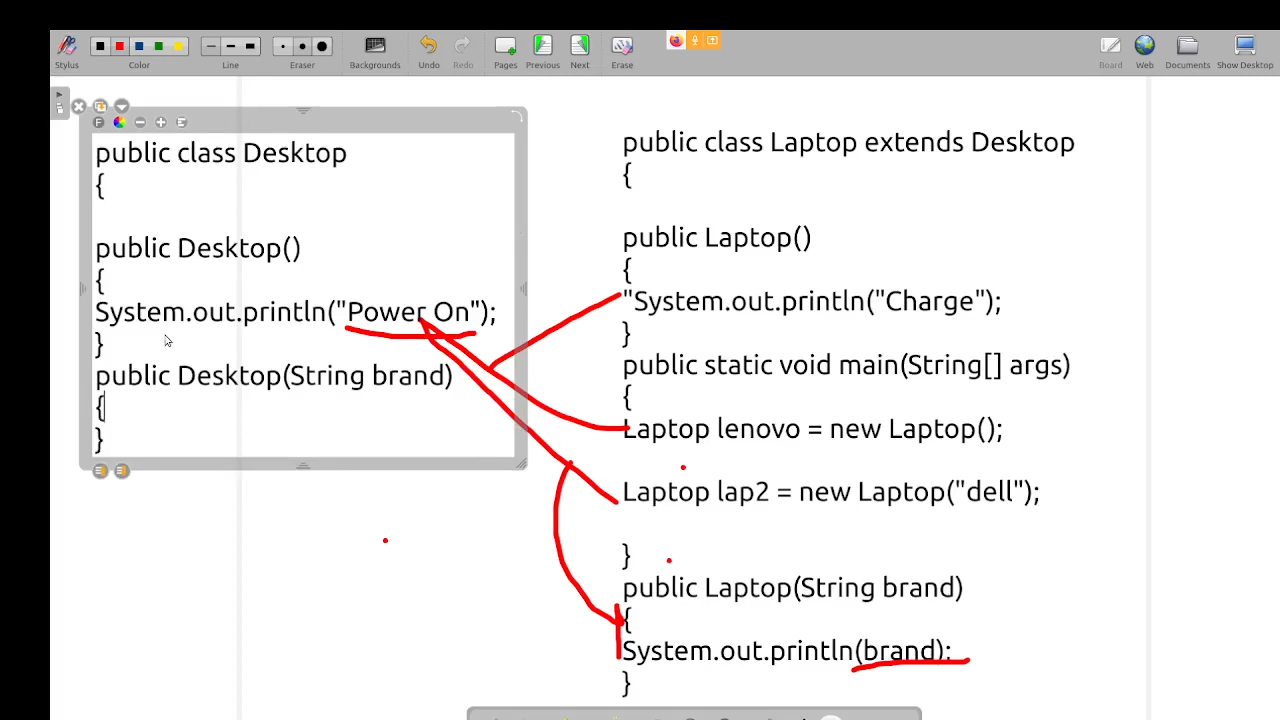 Stylus
Color
Line
Eraser
Backgrounds
Undo
Redo
Pages
Previous
Next
Erase
Board
Web
Documents
Show Desktop
public class Desktop
{
public Desktop()
{
System.out.println("Power On");
}
public Desktop(String brand)
{
}
public class Laptop extends Desktop
{
public Laptop()
{
"System.out.println("Charge");
}
public static void main(String[] args)
{
Laptop lenovo = new Laptop();
Laptop lap2 = new Laptop("dell");
}
public Laptop(String brand)
{
System.out.println(brand);
}